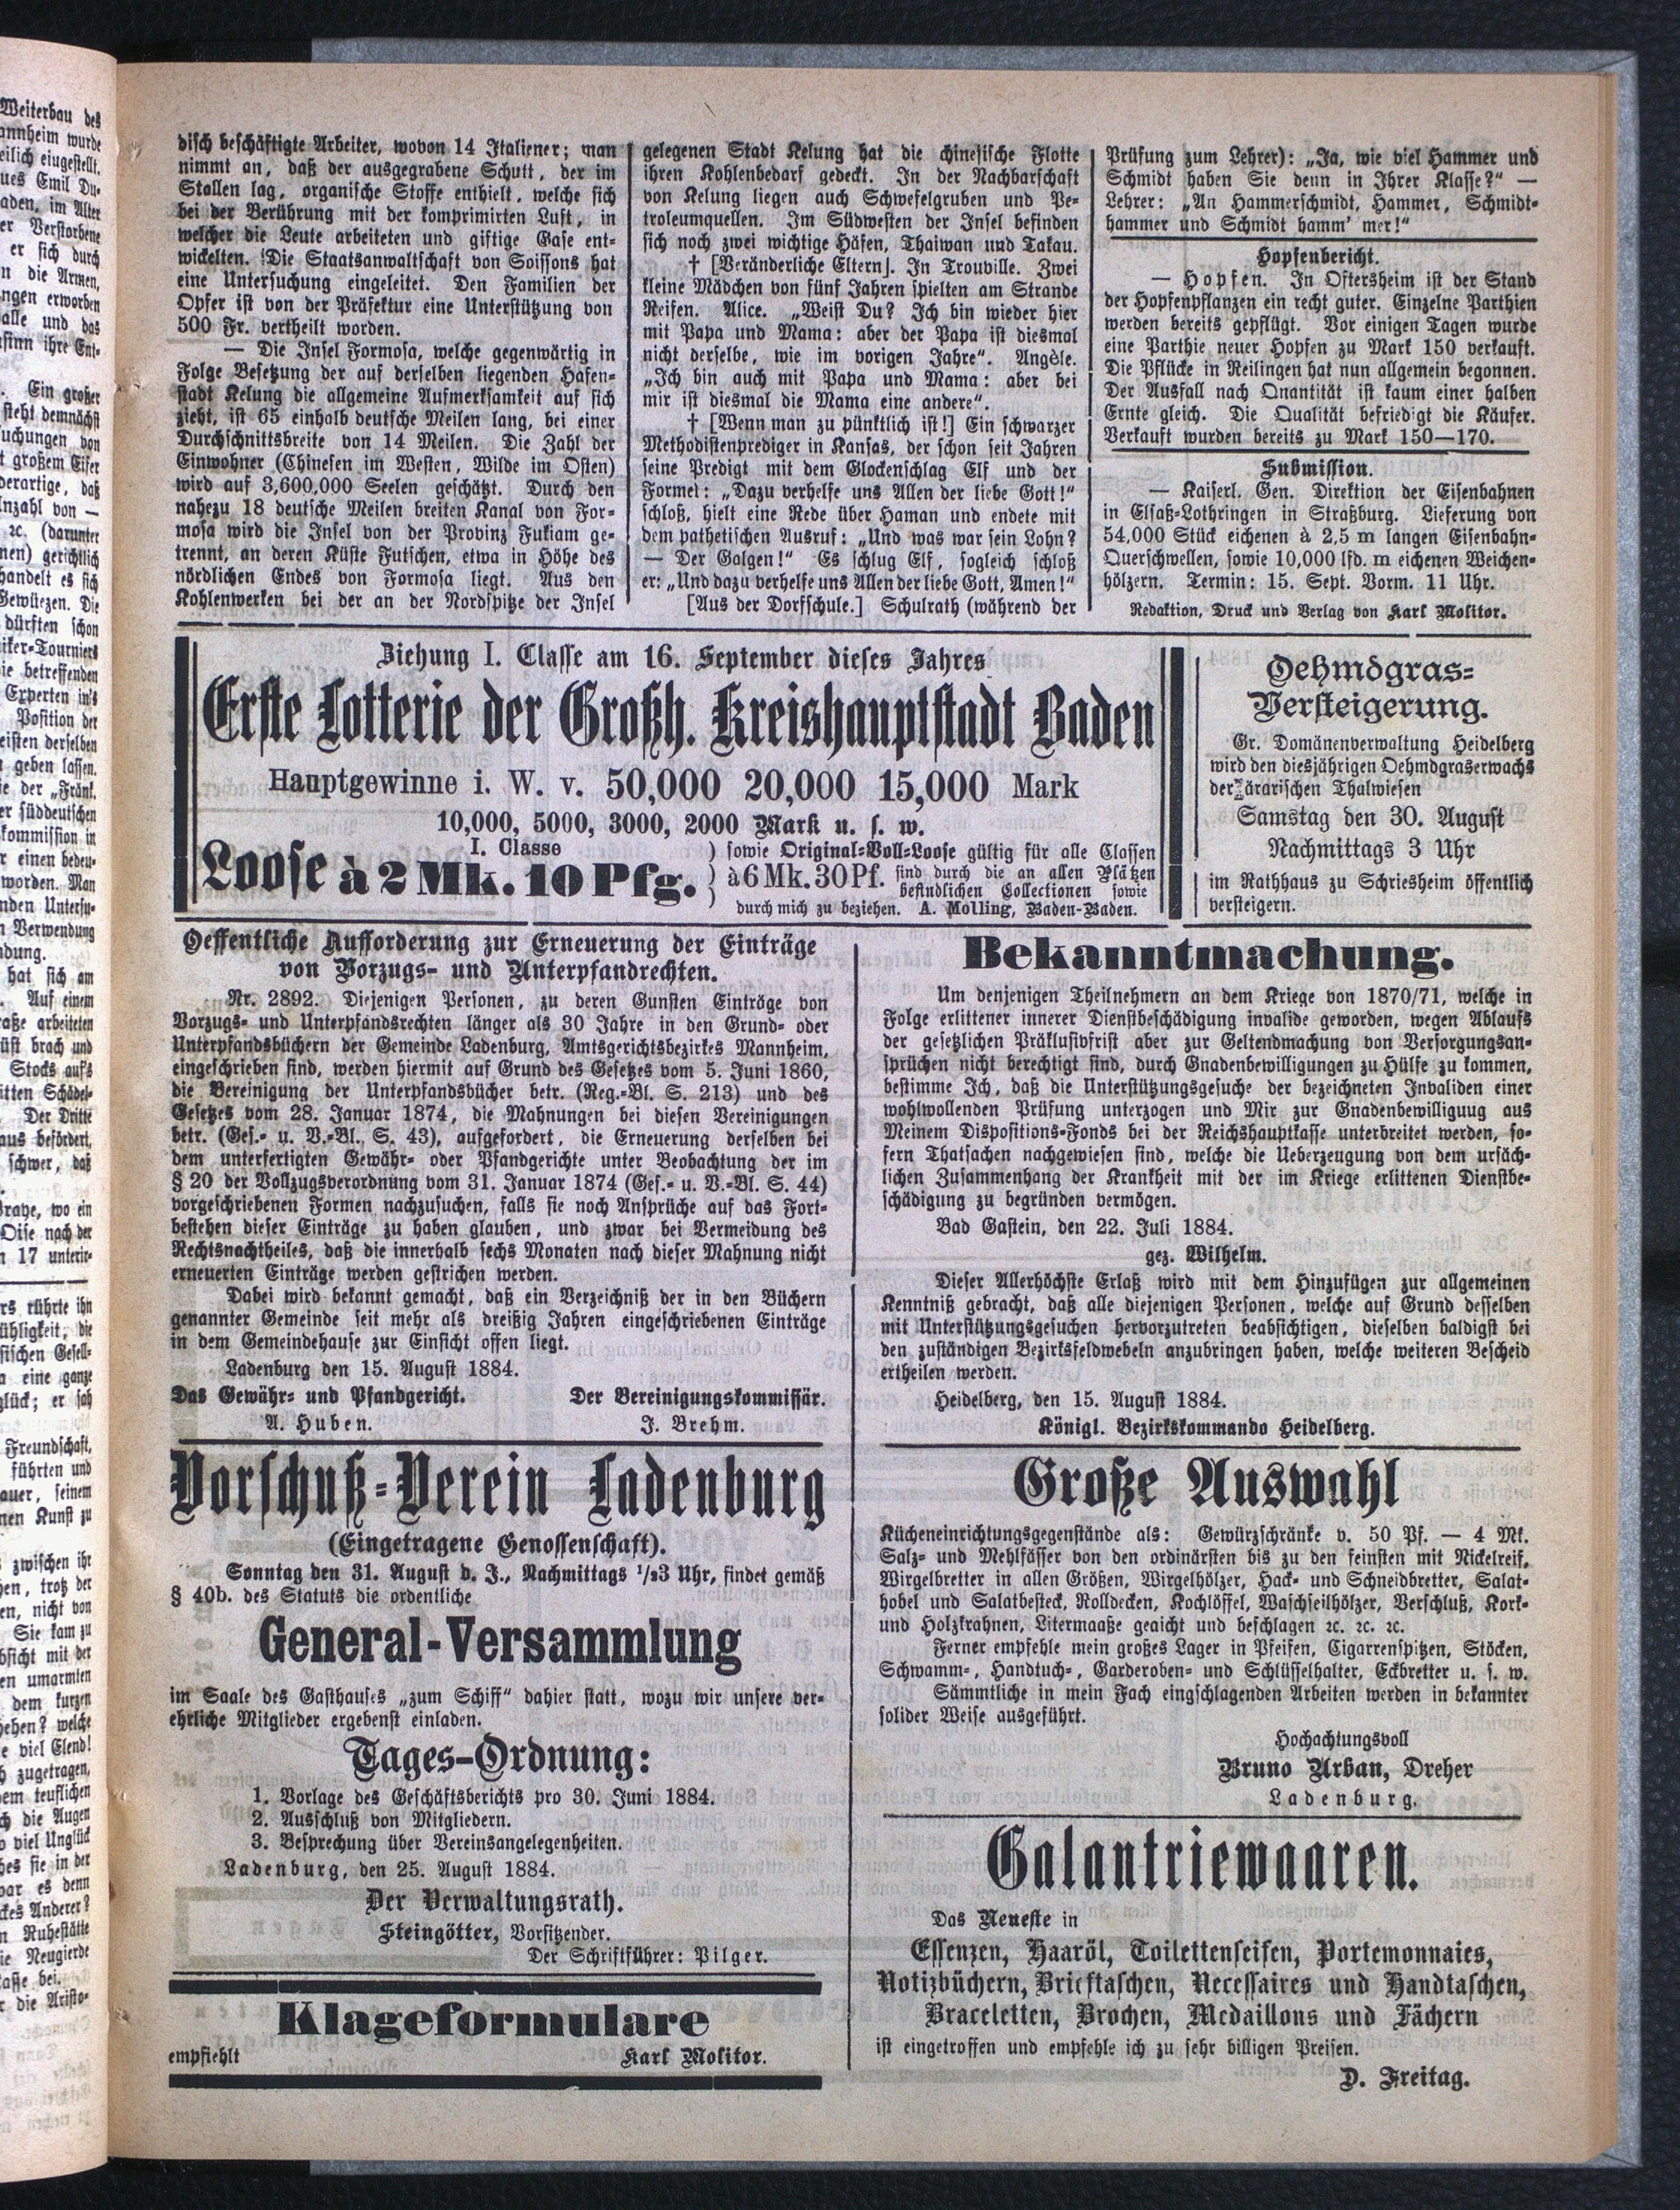 disch beschäftigte Arbeiter, wovon 14 Italiener; man
nimmt an, daß der ausgegrabene Schutt, der im
Stollen lag, organische Stoffe enthielt, welche sich
bei der Berührung mit der komprimirten Luft, in
welcher die Leute arbeiteten und giftige Gase ent-
wickelten. Die Staatsanwaltschaft von Soissons hat
eine Untersuchung eingeleitet. Den Familien der
Opfer ist von der Präfektur eine Unterstützung von
500 Fr. vertheilt worden.
— Die Insel Formosa, welche gegenwärtig in
Folge Besetzung der auf derselben liegenden Hafen-
stadt Kelung die allgemeine Aufmerksamkeit auf sich
zieht, ist 65 einhalb deutsche Meilen lang, bei einer
Durchschnittsbreite von 14 Meilen. Die Zahl der
Einwohner (Chinesen im Westen, Wilde im Osten)
wird auf 3,600,000 Seelen geschätzt. Durch den
nahezu 18 deutsche Meilen breiten Kanal von For-
mosa wird die Insel von der Provinz Fukiam ge-
trennt, an deren Küste Futschen, etwa in Höhe des
nördlichen Endes von Formosa liegt. Aus den
Kohlenwerken bei der an der Nordspitze der Insel
gelegenen Stadt Kelung hat die chinesische Flotte
ihren Kohlenbedarf gedeckt. In der Nachbarschaft
von Kelung liegen auch Schwefelgruben und Pe-
troleumquellen. Im Südwesten der Insel befinden
sich noch zwei wichtige Häfen, Thaiwan und Takau.
† [Veränderliche Eltern]. In Trouville. Zwei
kleine Mädchen von fünf Jahren spielten am Strande
Reifen. Alice. „Weist Du? Ich bin wieder hier
mit Papa und Mama: aber der Papa ist diesmal
nicht derselbe, wie im vorigen Jahre“. Angèle.
„Ich bin auch mit Papa und Mama: aber bei
mir ist diesmal die Mama eine andere“.
† [Wenn man zu pünktlich ist!] Ein schwarzer
Methodistenprediger in Kansas, der schon seit Jahren
seine Predigt mit dem Glockenschlag Elf und der
Formel: „Dazu verhelfe uns Allen der liebe Gott!“
schloß, hielt eine Rede über Haman und endete mit
dem pathetischen Ausruf: „Und was war sein Lohn?
— Der Galgen!“ Es schlug Elf, sogleich schloß
er: „Und dazu verhelfe uns Allen der liebe Gott, Amen!“
[Aus der Dorfschule.] Schulrath (während der
Prüfung zum Lehrer): „Ja, wie viel Hammer und
Schmidt haben Sie denn in Ihrer Klasse?“ —
Lehrer: „An Hammerschmidt, Hammer, Schmidt-
hammer und Schmidt hamm' mer!“
Hopfenbericht.
— Hopfen. In Oftersheim ist der Stand
der Hopfenpflanzen ein recht guter. Einzelne Parthien
werden bereits gepflügt. Vor einigen Tagen wurde
eine Parthie neuer Hopfen zu Mark 150 verkauft.
Die Pflücke in Reilingen hat nun allgemein begonnen.
Der Ausfall nach Qnantität ist kaum einer halben
Ernte gleich. Die Qualität befriedigt die Käufer.
Verkauft wurden bereits zu Mark 150—170.
Submission.
— Kaiserl. Gen. Direktion der Eisenbahnen
in Elsaß-Lothringen in Straßburg. Lieferung von
54,000 Stück eichenen à 2,5 m langen Eisenbahn-
Querschwellen, sowie 10,000 lfd. m eichenen Weichen-
hölzern. Termin: 15. Sept. Vorm. 11 Uhr.
Redaktion, Druck und Verlag von Karl Molitor.
Ziehung I. Classe am 16. September dieses Jahres
Erste Lotterie der Großh. Kreishauptstadt Baden
Hauptgewinne i. W. v. 50,000 20,000 15,000 Mark
10,000, 5000, 3000, 2000 Mark u. s. w.
I. Classe
Loose à 2 Mk. 10 Pfg.
sowie Original-Voll-Loose gültig für alle Classen
à 6 Mk. 30 Pf. sind durch die an allen Plätzen
befindlichen Collectionen sowie
durch mich zu beziehen. A. Molling, Baden-Baden.
Oehmdgras-
Versteigerung.
Gr. Domänenverwaltung Heidelberg
wird den diesjährigen Oehmdgraserwachs
der ärarischen Thalwiesen
Samstag den 30. August
Nachmittags 3 Uhr
im Rathhaus zu Schriesheim öffentlich
versteigern.
Oeffentliche Aufforderung zur Erneuerung der Einträge
von Vorzugs- und Unterpfandrechten.
Nr. 2892. Diejenigen Personen, zu deren Gunsten Einträge von
Vorzugs- und Unterpfandsrechten länger als 30 Jahre in den Grund- oder
Unterpfandsbüchern der Gemeinde Ladenburg, Amtsgerichtsbezirkes Mannheim,
eingeschrieben sind, werden hiermit auf Grund des Gesetzes vom 5. Juni 1860,
die Bereinigung der Unterpfandsbücher betr. (Reg.-Bl. S. 213) und des
Gesetzes vom 28. Januar 1874, die Mahnungen bei diesen Vereinigungen
betr. (Ges.- u. V.-Bl. S. 43), aufgefordert, die Erneuerung derselben bei
dem unterfertigten Gewähr- oder Pfandgerichte unter Beobachtung der im
§ 20 der Vollzugsverordnung vom 31. Januar 1874 (Ges.- u. V.-Bl. S. 44)
vorgeschriebenen Formen nachzusuchen, falls sie noch Ansprüche auf das Fort-
bestehen dieser Einträge zu haben glauben, und zwar bei Vermeidung des
Rechtsnachtheiles, daß die innerhalb sechs Monaten nach dieser Mahnung nicht
erneuerten Einträge werden gestrichen werden.
Dabei wird bekannt gemacht, daß ein Verzeichniß der in den Büchern
genannter Gemeinde seit mehr als dreißig Jahren eingeschriebenen Einträge
in dem Gemeindehause zur Einsicht offen liegt.
Ladenburg den 15. August 1884.
Das Gewähr- und Pfandgericht. Der Bereinigungskommissär.
A. Huben. J. Brehm.
Bekanntmachung.
Um denjenigen Theilnehmern an dem Kriege von 1870/71, welche in
Folge erlittener innerer Dienstbeschädigung invalide geworden, wegen Ablaufs
der gesetzlichen Präklusivfrist aber zur Geltendmachung von Versorgungsan-
sprüchen nicht berechtigt sind, durch Gnadenbewilligungen zu Hülfe zu kommen,
bestimme Ich, daß die Unterstützungsgesuche der bezeichneten Invaliden einer
wohlwollenden Prüfung unterzogen und Mir zur Gnadenbewilliguug aus
Meinem Dispositions-Fonds bei der Reichshauptkasse unterbreitet werden, so-
fern Thatsachen nachgewiesen sind, welche die Ueberzeugung von dem ursäch-
lichen Zusammenhang der Krankheit mit der im Kriege erlittenen Dienstbe-
schädigung zu begründen vermögen.
Bad Gastein, den 22. Juli 1884.
gez. Wilhelm.
Dieser Allerhöchste Erlaß wird mit dem Hinzufügen zur allgemeinen
Kenntniß gebracht, daß alle diejenigen Personen, welche auf Grund desselben
mit Unterstützungsgesuchen hervorzutreten beabsichtigen, dieselben baldigst bei
den zuständigen Bezirksfeldwebeln anzubringen haben, welche weiteren Bescheid
ertheilen werden.
Heidelberg, den 15. August 1884.
Königl. Bezirkskommando Heidelberg.
Vorschuß-Verein Ladenburg
(Eingetragene Genossenschaft).
Sonntag den 31. August d. J., Nachmittags 1/23 Uhr, findet gemäß
§ 40b. des Statuts die ordentliche
General-Versammlung
im Saale des Gasthauses „zum Schiff“ dahier statt, wozu wir unsere ver-
ehrliche Mitglieder ergebenst einladen.
Tages-Ordnung:
1. Vorlage des Geschäftsberichts pro 30. Juni 1884.
2. Ausschluß von Mitgliedern.
3. Besprechung über Vereinsangelegenheiten.
Ladenburg, den 25. August 1884.
Der Verwaltungsrath.
Steingötter, Vorsitzender.
Der Schriftführer: Pilger.
Klageformulare
empfiehlt Karl Molitor.
Große Auswahl
Kücheneinrichtungsgegenstände als: Gewürzschränke v. 50 Pf. — 4 Mk.
Salz- und Mehlfässer von den ordinärsten bis zu den feinsten mit Nickelreif,
Wirgelbretter in allen Größen, Wirgelhölzer, Hack- und Schneidbretter, Salat-
hobel und Salatbesteck, Rolldecken, Kochlöffel, Waschseilhölzer, Verschluß, Kork-
und Holzkrahnen, Litermaaße geaicht und beschlagen ꝛc. ꝛc. ꝛc.
Ferner empfehle mein großes Lager in Pfeifen, Cigarrenspitzen, Stöcken,
Schwamm-, Handtuch-, Garderoben- und Schlüsselhalter, Eckbretter u. s. w.
Sämmtliche in mein Fach eingschlagenden Arbeiten werden in bekannter
solider Weise ausgeführt.
Hochachtungsvoll
Bruno Urban, Dreher
Ladenburg.
Galantriewaaren.
Das Neueste in
Essenzen, Haaröl, Toilettenseifen, Portemonnaies,
Notizbüchern, Brieftaschen, Necessaires und Handtaschen,
Braceletten, Brochen, Medaillons und Fächern
ist eingetroffen und empfehle ich zu sehr billigen Preisen.
D. Freitag.